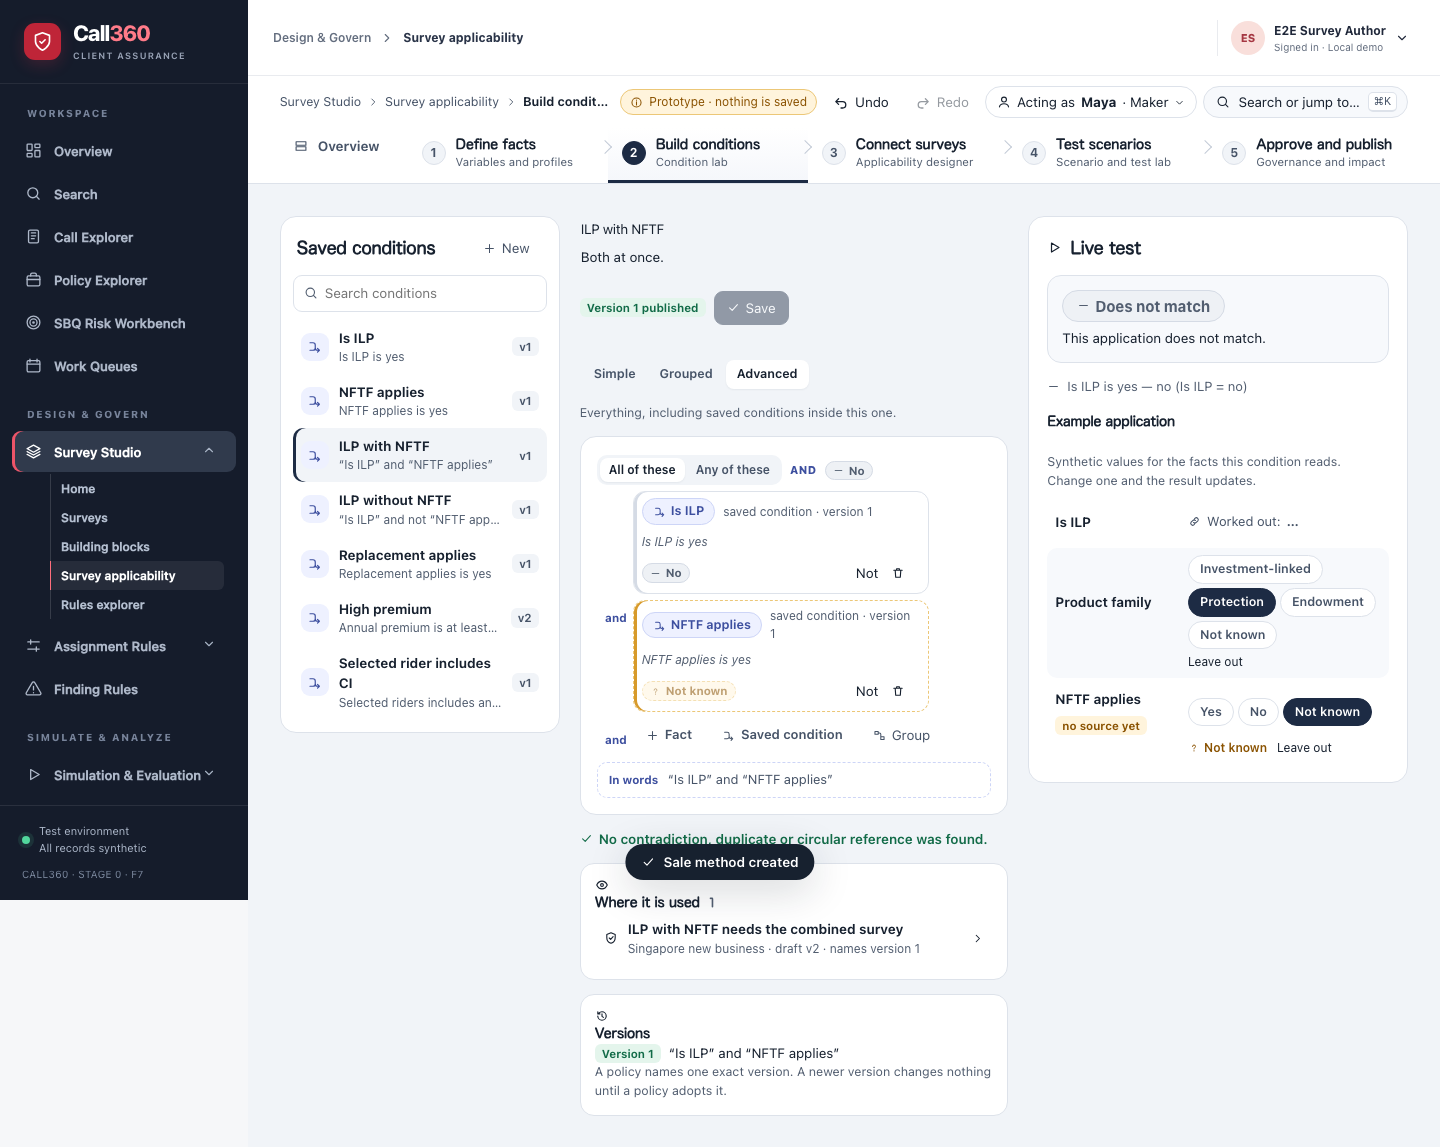 Call360
CLIENT ASSURANCE
WORKSPACE
Overview
Search
Call Explorer
Policy Explorer
SBQ Risk Workbench
Work Queues
DESIGN & GOVERN
Survey Studio
Home
Surveys
Building blocks
Survey applicability
Rules explorer
Assignment Rules
Finding Rules
SIMULATE & ANALYZE
Simulation & Evaluation
Test environment
All records synthetic
CALL360 · STAGE 0 · F7
Design & Govern > Survey applicability
ES
E2E Survey Author
Signed in · Local demo
Survey Studio > Survey applicability > Build condit...
Prototype · nothing is saved
Undo
Redo
Acting as Maya · Maker
Search or jump to... ⌘K
Overview
1 Define facts
Variables and profiles
2 Build conditions
Condition lab
3 Connect surveys
Applicability designer
4 Test scenarios
Scenario and test lab
5 Approve and publish
Governance and impact
Saved conditions
+ New
Search conditions
Is ILP
Is ILP is yes
v1
NFTF applies
NFTF applies is yes
v1
ILP with NFTF
“Is ILP” and “NFTF applies”
v1
ILP without NFTF
“Is ILP” and not “NFTF app...
v1
Replacement applies
Replacement applies is yes
v1
High premium
Annual premium is at least...
v2
Selected rider includes
CI
Selected riders includes an...
v1
ILP with NFTF
Both at once.
Version 1 published
Save
Simple Grouped Advanced
Everything, including saved conditions inside this one.
All of these Any of these AND – No
Is ILP saved condition · version 1
Is ILP is yes
– No
Not
and
NFTF applies saved condition · version
1
NFTF applies is yes
? Not known
Not
and
+ Fact Saved condition Group
In words “Is ILP” and “NFTF applies”
No contradiction, duplicate or circular reference was found.
Sale method created
Where it is used 1
ILP with NFTF needs the combined survey
Singapore new business · draft v2 · names version 1
Versions
Version 1 “Is ILP” and “NFTF applies”
A policy names one exact version. A newer version changes nothing
until a policy adopts it.
Live test
– Does not match
This application does not match.
– Is ILP is yes — no (Is ILP = no)
Example application
Synthetic values for the facts this condition reads.
Change one and the result updates.
Is ILP
Worked out: ...
Product family
Investment-linked
Protection Endowment
Not known
Leave out
NFTF applies
no source yet
Yes No Not known
? Not known Leave out